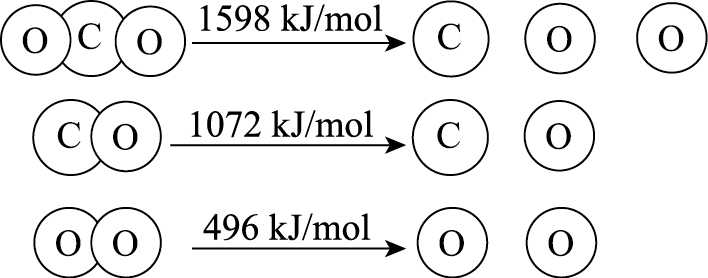 O C O 1598 kJ/mol C O O
C O 1072 kJ/mol C O
O O 496 kJ/mol O O